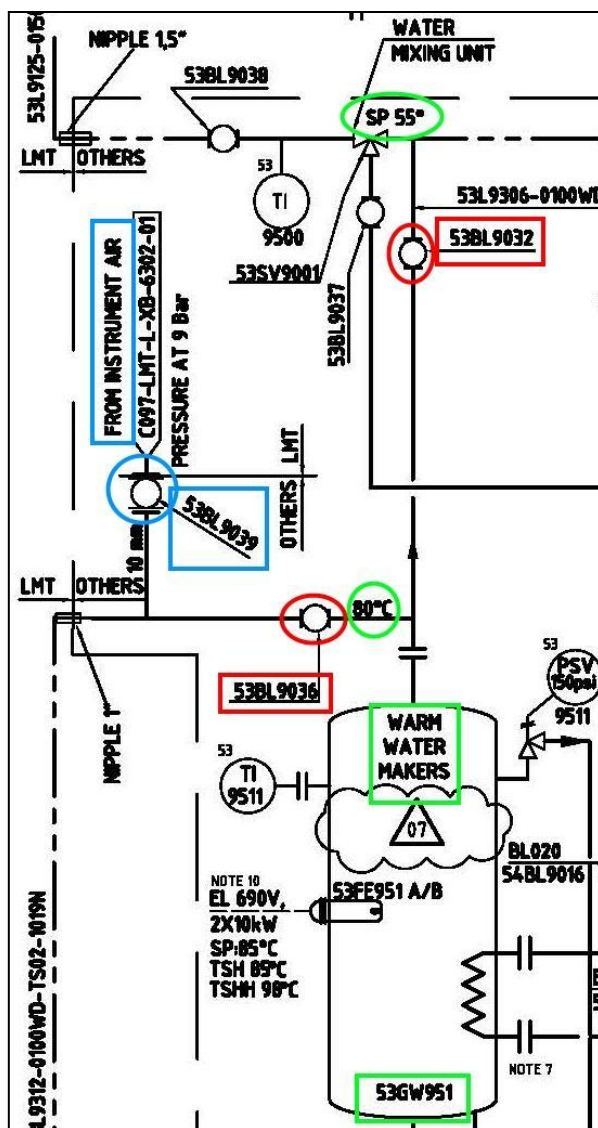 53L9125-0150
NIPPLE 1,5"
WATER
MIXING UNIT
53BL9038
SP 55°
LMT OTHERS
53
TI
9500
53L9306-0100WD
53BL9032
53SV9001
53BL9037
FROM INSTRUMENT AIR
C097-LMT-L-XB-6302-01
PRESSURE AT 9 Bar
LMT
OTHERS
53BL9039
10 mm
LMT OTHERS
80°C
53BL9036
NIPPLE 1"
53
PSV
150psi
9511
WARM
WATER
MAKERS
53
TI
9511
07
BL020
54BL9016
NOTE 10
EL 690V,
2X10kW
SP:85°C
TSH 85°C
TSHH 98°C
53FE951 A/B
NOTE 7
53GW951
L9312-0100WD-TS02-1019N